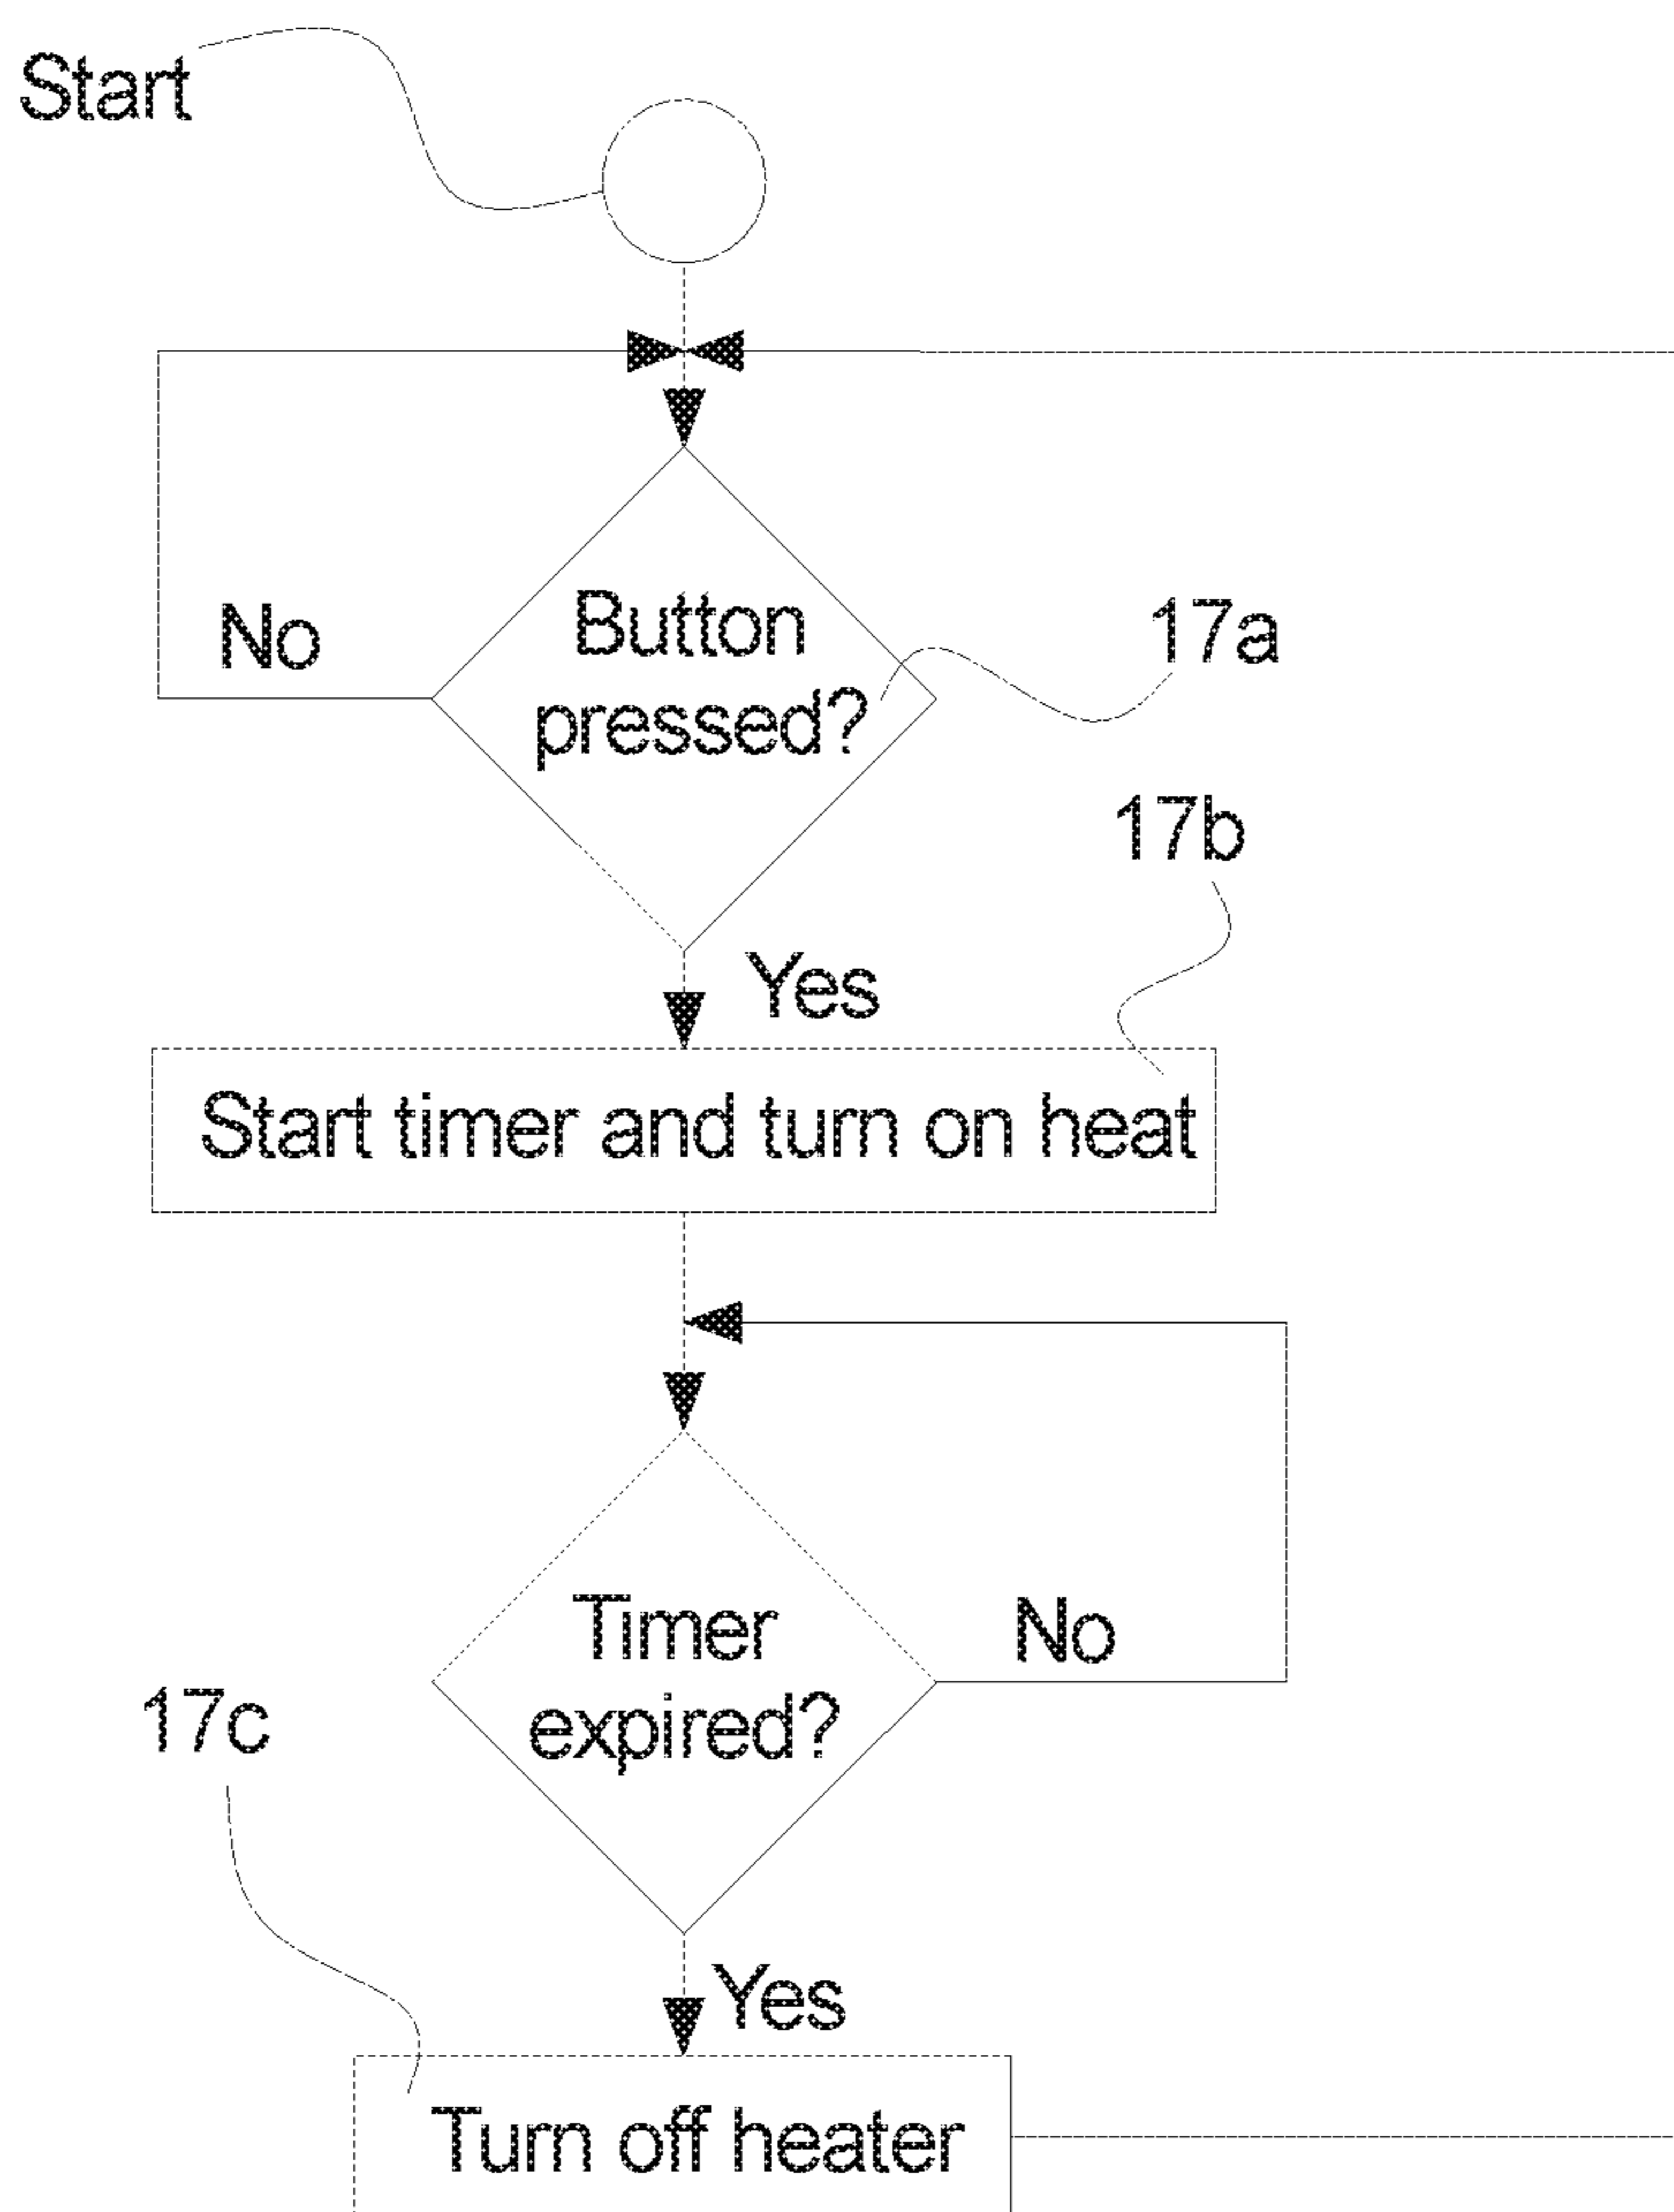 Start
No
Button
pressed?
17a
17b
Yes
Start timer and turn on heat
Timer
expired?
No
17c
Yes
Turn off heater